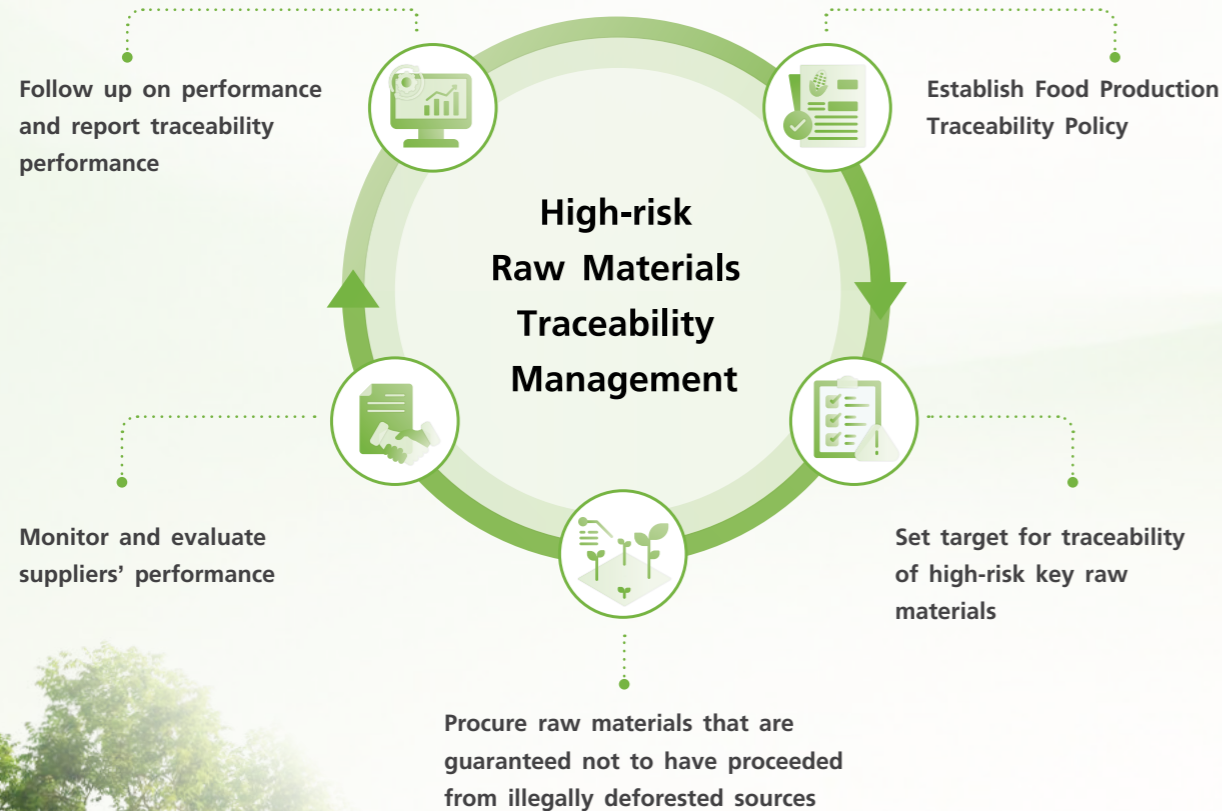 High-risk
Raw Materials
Traceability
Management
Establish Food Production
Traceability Policy
Set target for traceability
of high-risk key raw
materials
Procure raw materials that are
guaranteed not to have proceeded
from illegally deforested sources
Monitor and evaluate
suppliers’ performance
Follow up on performance
and report traceability
performance